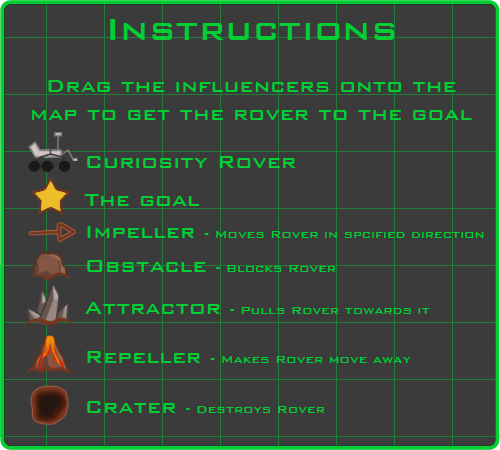 Instructions
Drag the influencers onto the
map to get the rover to the goal
Curiosity Rover
The goal
Impeller - Moves Rover in spcified direction
Obstacle - Blocks Rover
Attractor - Pulls Rover towards it
Repeller - Makes Rover move away
Crater - Destroys Rover